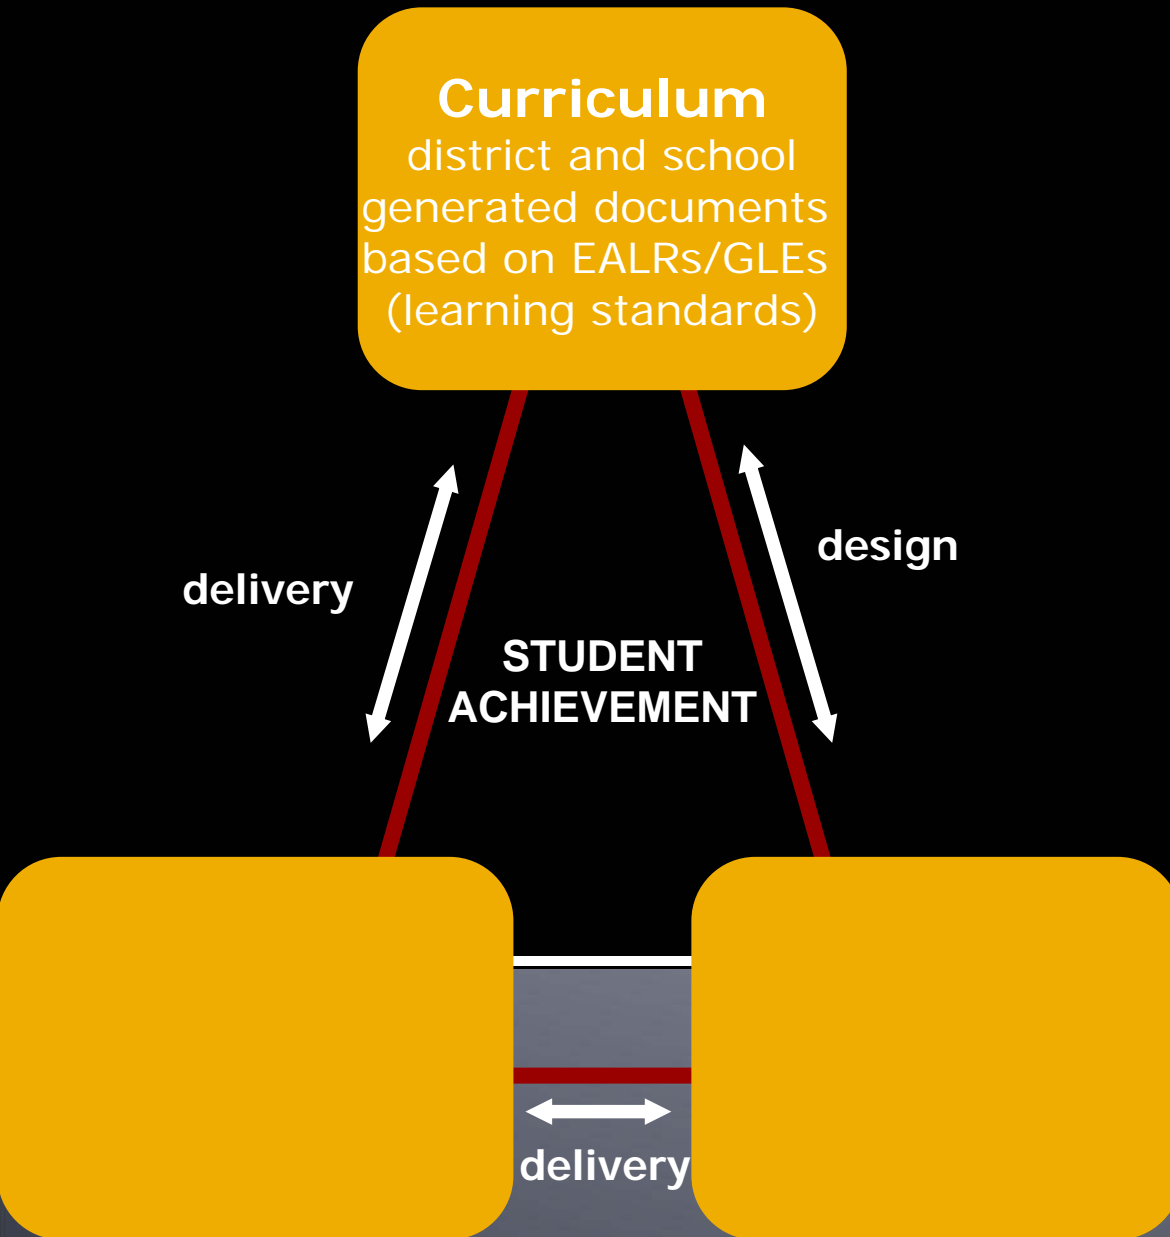 Curriculum
district and school
generated documents
based on EALRs/GLEs
(learning standards)
design
delivery
STUDENT
ACHIEVEMENT
delivery